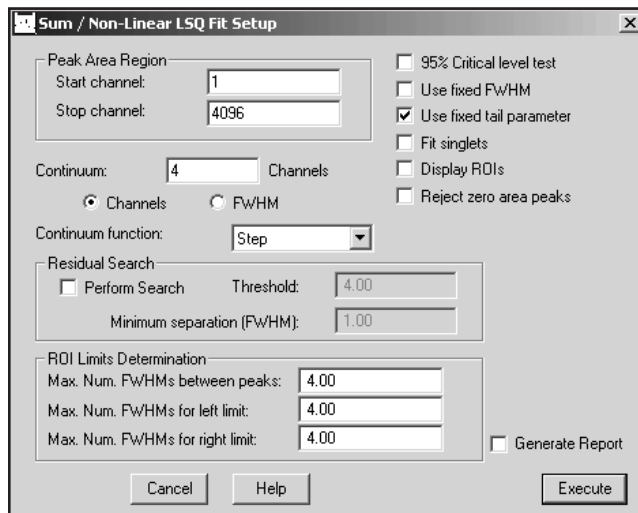 Sum / Non-Linear LSQ Fit Setup
Peak Area Region
Start channel: 1
Stop channel: 4096
95% Critical level test
Use fixed FWHM
Use fixed tail parameter
Fit singlets
Display ROIs
Reject zero area peaks
Continuum: 4 Channels
Channels FWHM
Continuum function: Step
Residual Search
Perform Search Threshold: 4.00
Minimum separation (FWHM): 1.00
ROI Limits Determination
Max. Num. FWHMs between peaks: 4.00
Max. Num. FWHMs for left limit: 4.00
Max. Num. FWHMs for right limit: 4.00
Generate Report
Cancel Help Execute